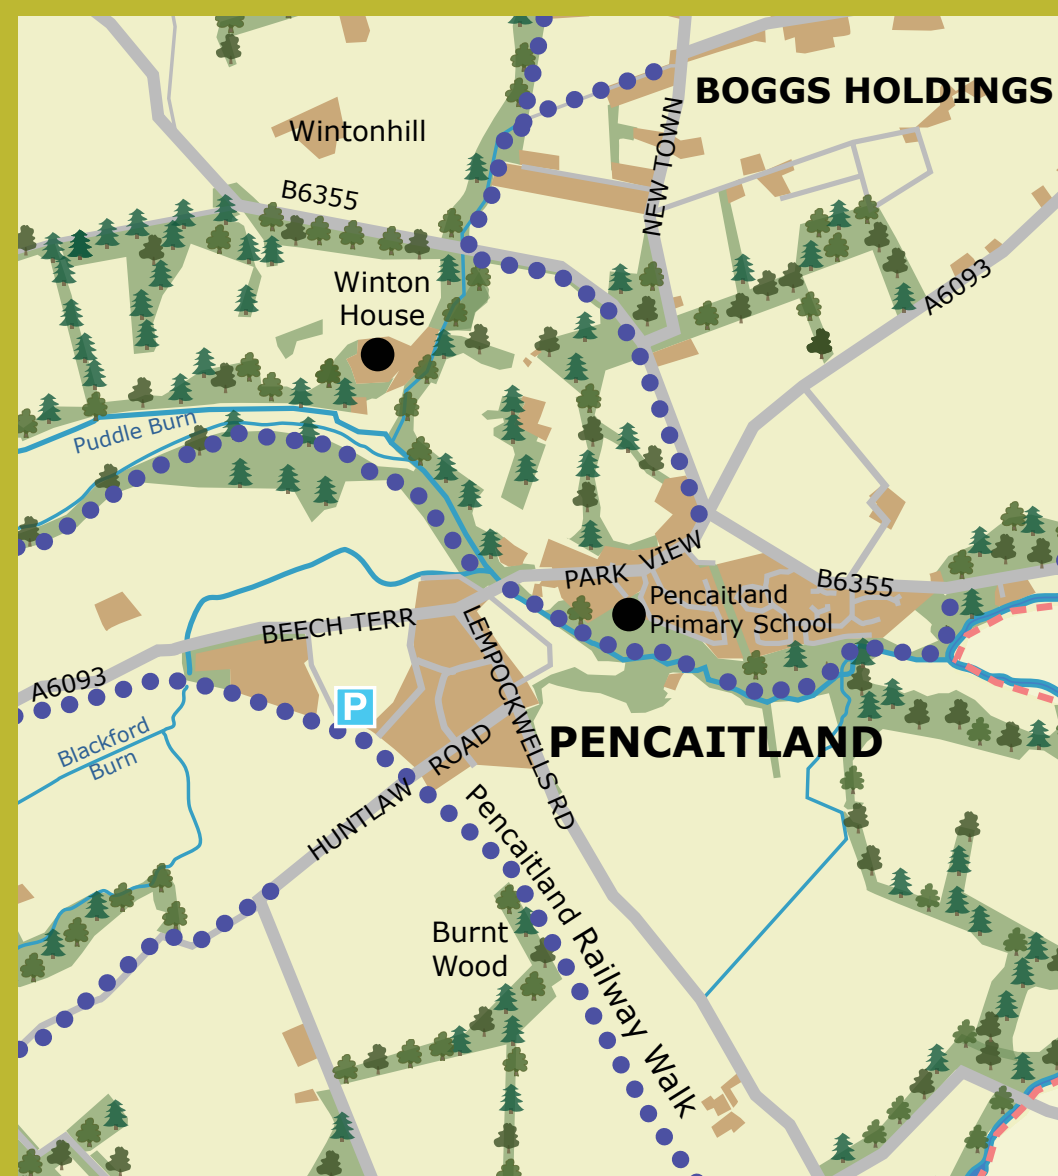 BOGGS HOLDINGS
Wintonhill
NEW TOWN
B6355
Winton
House
A6093
Puddle Burn
PARK VIEW
B6355
Pencaitland
Primary School
BEECH TERR
LEMPOCKWELLS RD
A6093
P
Blackford
Burn
ROAD
PENCAITLAND
HUNTLAW
Pencaitland Railway Walk
Burnt
Wood